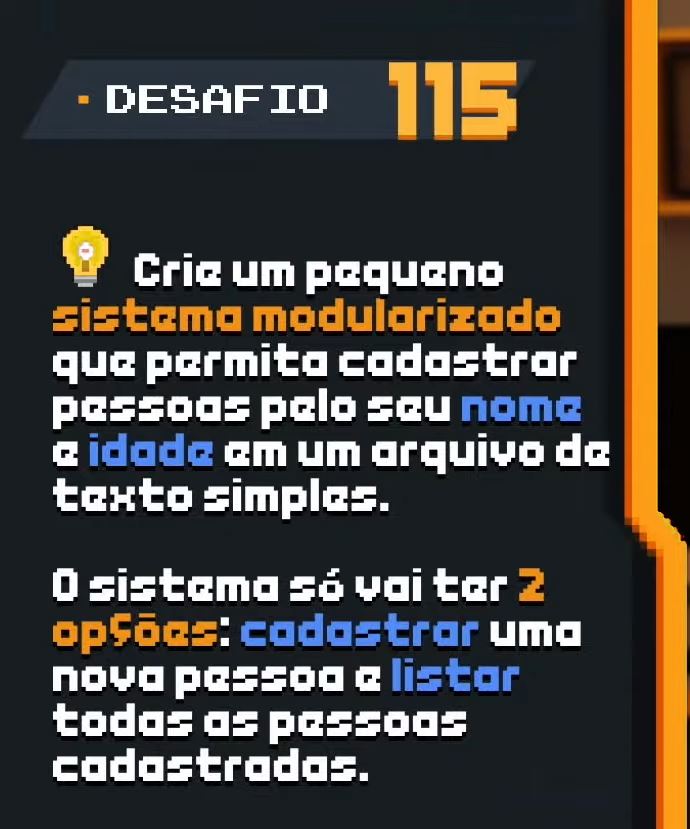 DESAFIO 115
Crie um pequeno
sistema modularizado
que permita cadastrar
pessoas pelo seu nome
e idade em um arquivo de
texto simples.
O sistema só vai ter 2
opções: cadastrar uma
nova pessoa e listar
todas as pessoas
cadastradas.